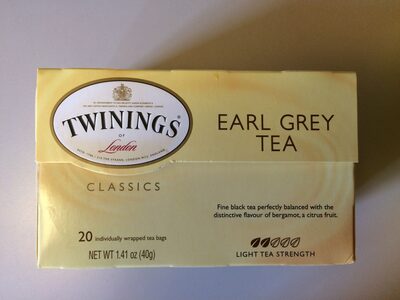 TWININGS
OF
London
EARL GREY
TEA
CLASSICS
Fine black tea perfectly balanced with the
distinctive flavour of bergamot, a citrus fruit.
20 individually wrapped tea bags
NET WT 1.41 oz (40g)
LIGHT TEA STRENGTH